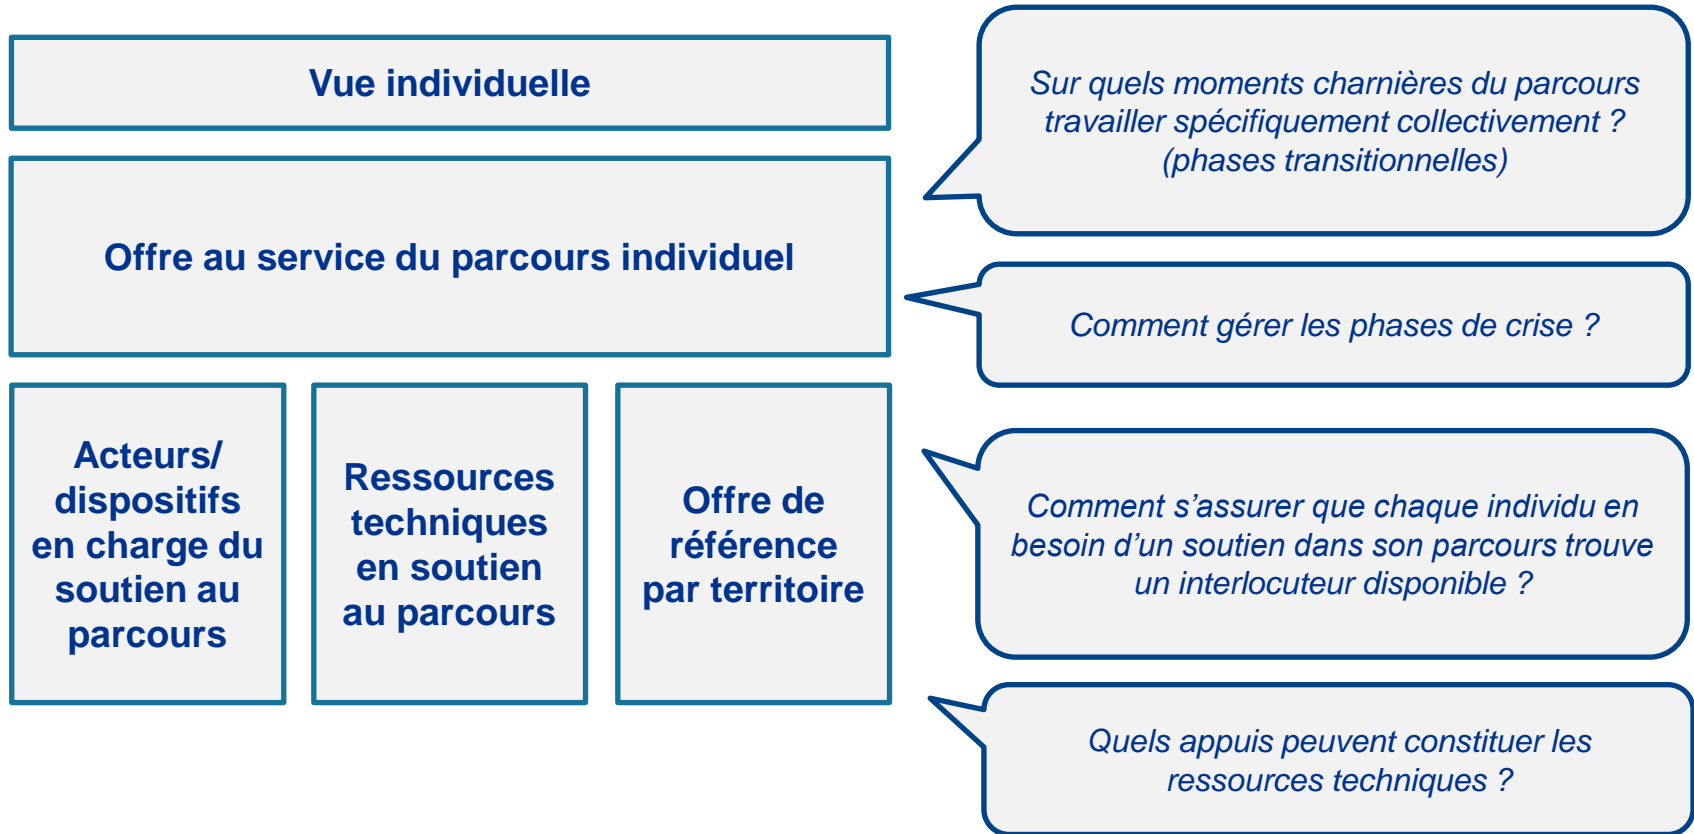 Vue individuelle
Offre au service du parcours individuel
Acteurs/
dispositifs
en charge du
soutien au
parcours
Ressources
techniques
en soutien
au parcours
Offre de
référence
par territoire
Sur quels moments charnières du parcours
travailler spécifiquement collectivement ?
(phases transitionnelles)
Comment gérer les phases de crise ?
Comment s’assurer que chaque individu en
besoin d’un soutien dans son parcours trouve
un interlocuteur disponible ?
Quels appuis peuvent constituer les
ressources techniques ?